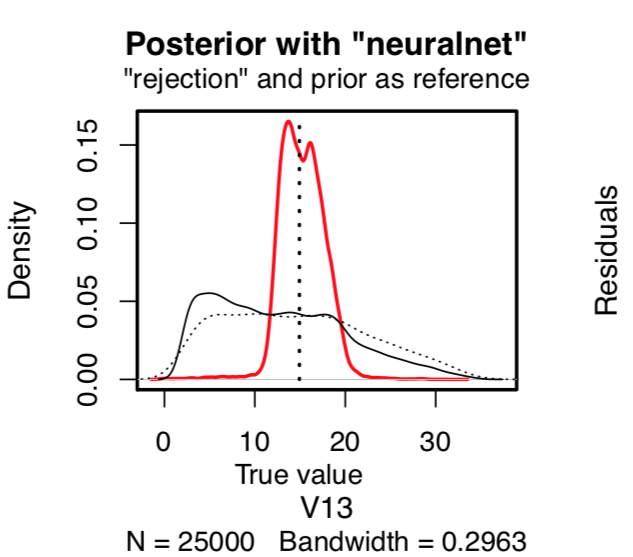 Posterior with "neuralnet"
"rejection" and prior as reference
Density
0.15
0.10
0.05
0.00
0 10 20 30
True value
V13
N = 25000 Bandwidth = 0.2963
Residuals